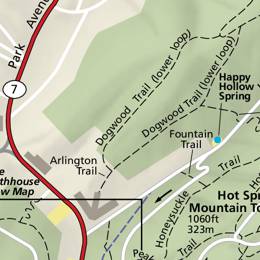 Park Avenue
7
Dogwood Trail (lower loop)
Dogwood Trail (lower loop)
Happy
Hollow
Spring
Fountain
Trail
Arlington
Trail
Trail
Honeysuckle
Trail
Hot Spr
Mountain To
1060ft
323m
e
thhouse
ow Map
Peak